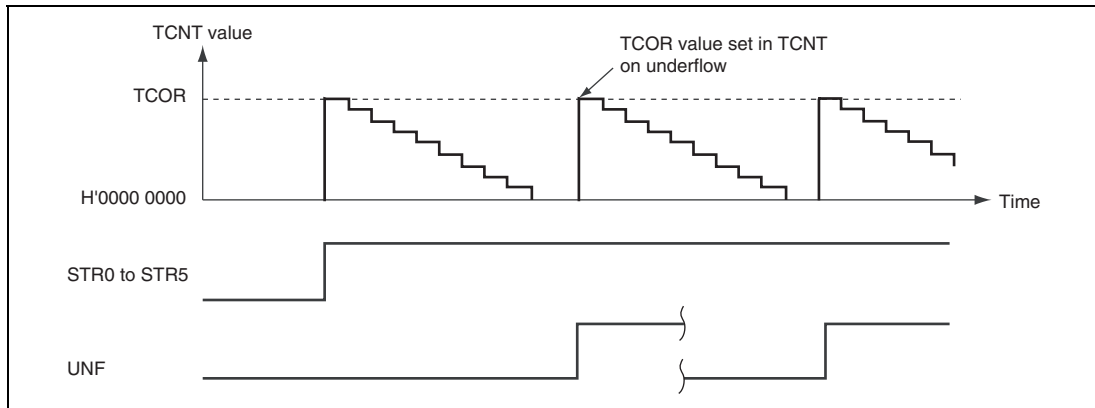 TCNT value
TCOR value set in TCNT
on underflow
TCOR
H'0000 0000
Time
STR0 to STR5
UNF